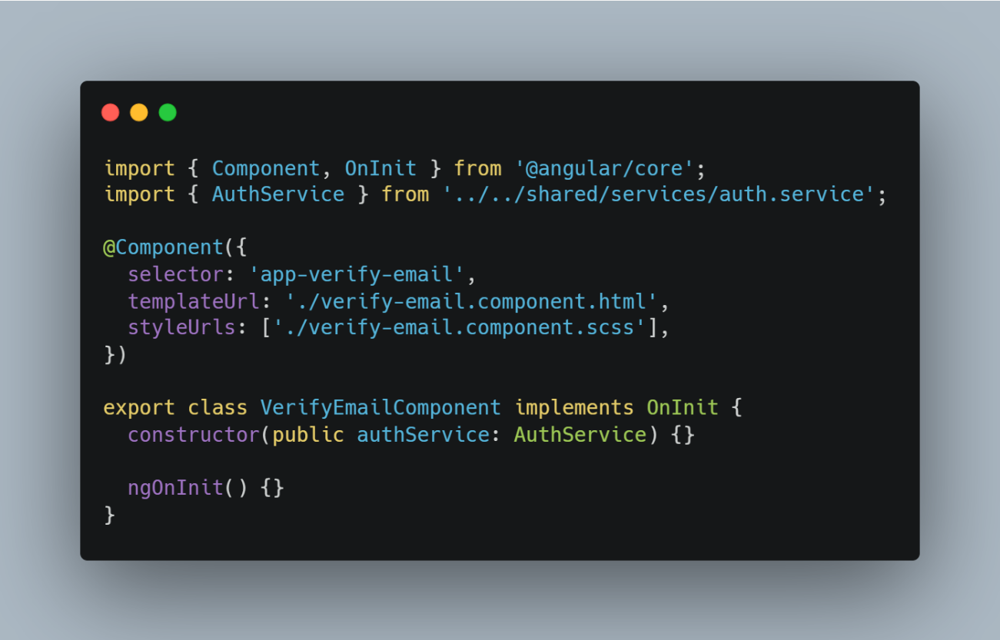 import { Component, OnInit } from '@angular/core';
import { AuthService } from '../../shared/services/auth.service';

@Component({
  selector: 'app-verify-email',
  templateUrl: './verify-email.component.html',
  styleUrls: ['./verify-email.component.scss'],
})

export class VerifyEmailComponent implements OnInit {
  constructor(public authService: AuthService) {}

  ngOnInit() {}
}